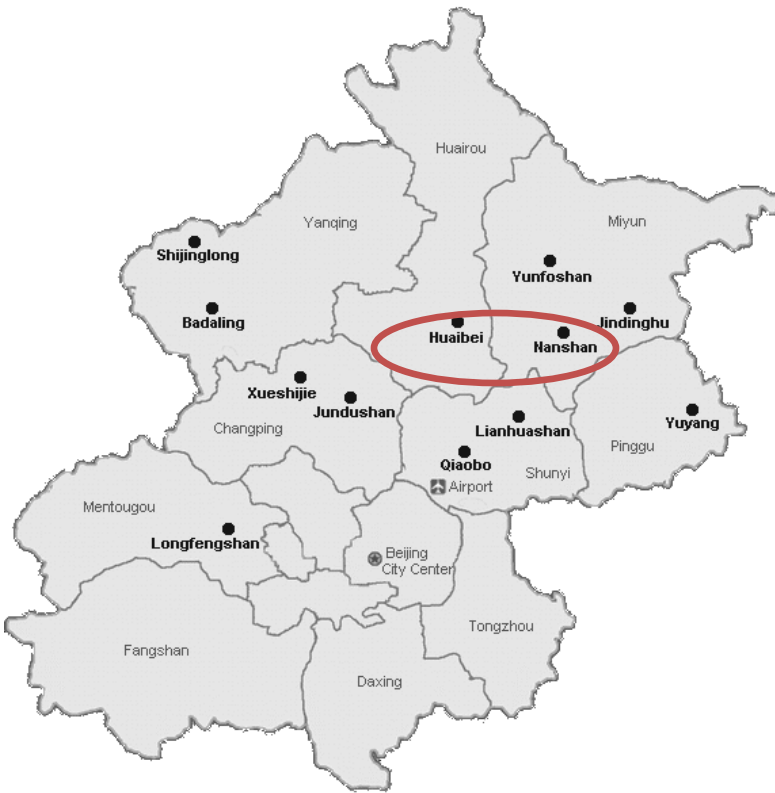 Huairou
Yanqing
Miyun
Shijinglong
Yunfoshan
Badaling
Jindinghu
Huaibei
Nanshan
Xueshijie
Jundushan
Changping
Lianhuashan
Yuyang
Pinggu
Qiaobo
Shunyi
Airport
Mentougou
Longfengshan
Beijing
City Center
Tongzhou
Fangshan
Daxing